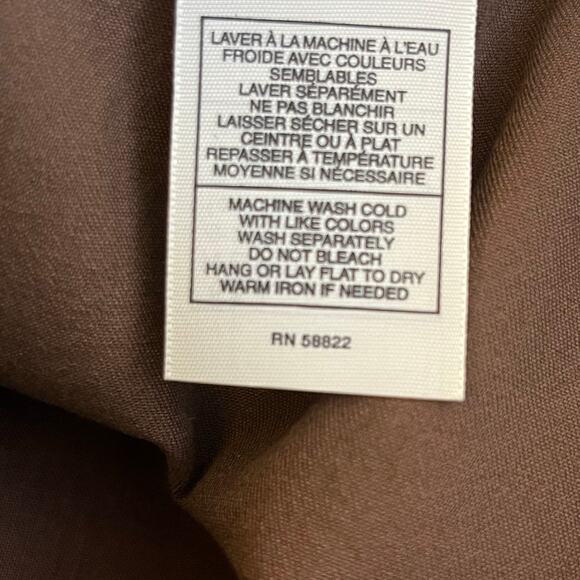 LAVER À LA MACHINE À L'EAU
FROIDE AVEC COULEURS
SEMBLABLES
LAVER SÉPARÉMENT
NE PAS BLANCHIR
LAISSER SÉCHER SUR UN
CEINTRE OU À PLAT
REPASSER À TEMPÉRATURE
MOYENNE SI NÉCESSAIRE
MACHINE WASH COLD
WITH LIKE COLORS
WASH SEPARATELY
DO NOT BLEACH
HANG OR LAY FLAT TO DRY
WARM IRON IF NEEDED
RN 58822